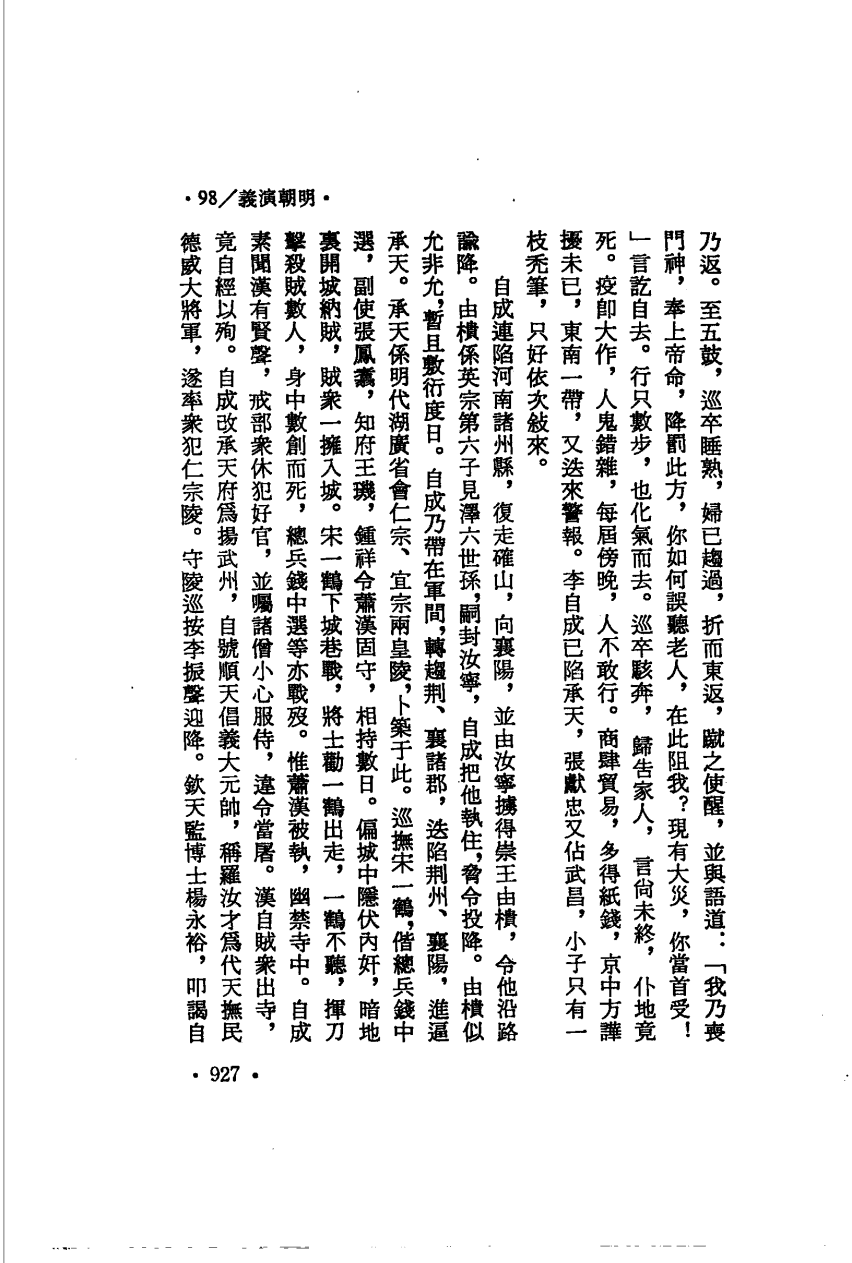 ·98／義演朝明·
乃返。至五鼓，巡卒睡熟，婦已趨過，折而東返，蹴之使醒，並與語道：「我乃喪
門神，奉上帝命，降罰此方，你如何誤聽老人，在此阻我？現有大災，你當首受！
」言訖自去。行只數步，也化氣而去。巡卒駭奔，歸告家人，言尙未終，仆地竟
死。疫卽大作，人鬼錯雜，每屆傍晚，人不敢行。商肆貿易，多得紙錢，京中方譁
擾未已，東南一帶，又迭來警報。李自成已陷承天，張獻忠又佔武昌，小子只有一
枝禿筆，只好依次敍來。
自成連陷河南諸州縣，復走確山，向襄陽，並由汝寧擄得崇王由樻，令他沿路
諭降。由樻係英宗第六子見澤六世孫，嗣封汝寧，自成把他執住，脅令投降。由樻似
允非允，暫且敷衍度日。自成乃帶在軍間，轉趨荆、襄諸郡，迭陷荆州、襄陽，進逼
承天。承天係明代湖廣省會仁宗、宣宗兩皇陵，卜築于此。巡撫宋一鶴，偕總兵錢中
選，副使張鳳翥，知府王璣，鍾祥令蕭漢固守，相持數日。偏城中隱伏內奸，暗地
裏開城納賊，賊衆一擁入城。宋一鶴下城巷戰，將士勸一鶴出走，一鶴不聽，揮刀
擊殺賊數人，身中數創而死，總兵錢中選等亦戰歿。惟蕭漢被執，幽禁寺中。自成
素聞漢有賢聲，戒部衆休犯好官，並囑諸僧小心服侍，違令當屠。漢自賊衆出寺，
竟自經以殉。自成改承天府爲揚武州，自號順天倡義大元帥，稱羅汝才爲代天撫民
德威大將軍，遂率衆犯仁宗陵。守陵巡按李振聲迎降。欽天監博士楊永裕，叩謁自
·927·